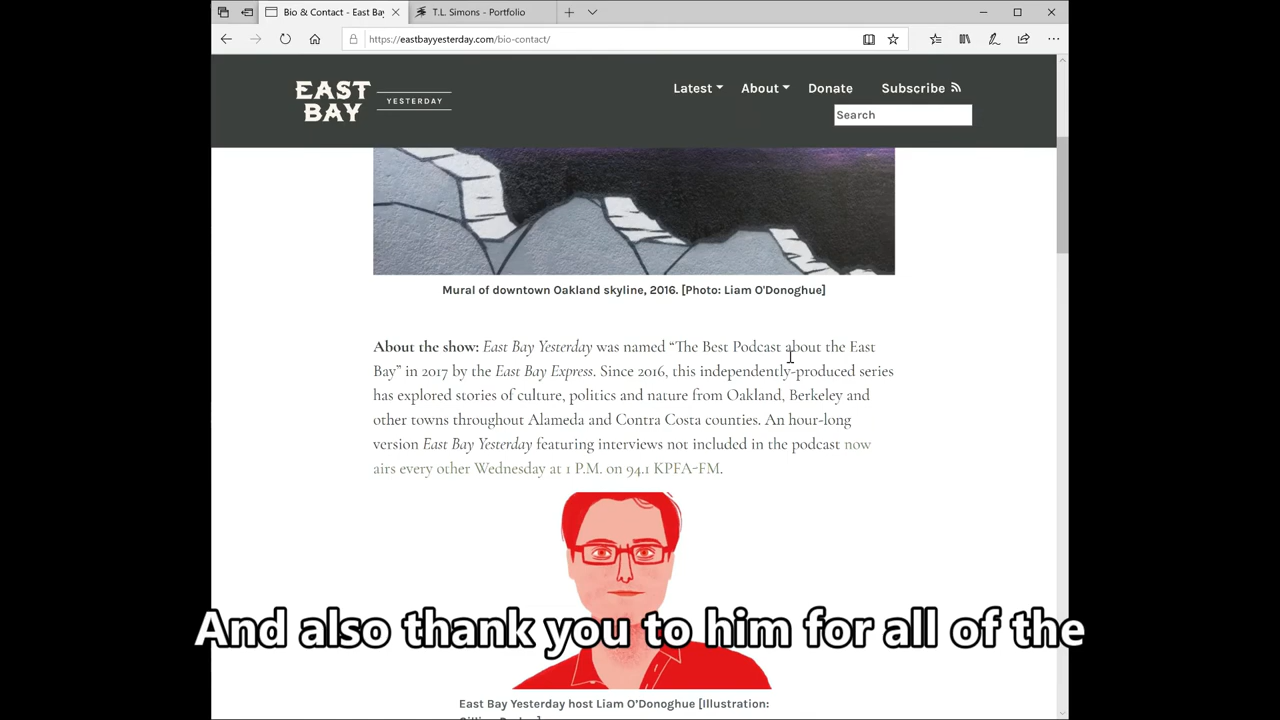 Bio & Contact - East Bay
T.L. Simons - Portfolio
https://eastbayyesterday.com/bio-contact/
EAST BAY
YESTERDAY
Latest
About
Donate
Subscribe
Search
Mural of downtown Oakland skyline, 2016. [Photo: Liam O'Donoghue]
About the show: East Bay Yesterday was named “The Best Podcast about the East
Bay” in 2017 by the East Bay Express. Since 2016, this independently-produced series
has explored stories of culture, politics and nature from Oakland, Berkeley and
other towns throughout Alameda and Contra Costa counties. An hour-long
version East Bay Yesterday featuring interviews not included in the podcast now
airs every other Wednesday at 1 P.M. on 94.1 KPFA-FM.
And also thank you to him for all of the
East Bay Yesterday host Liam O’Donoghue [Illustration: